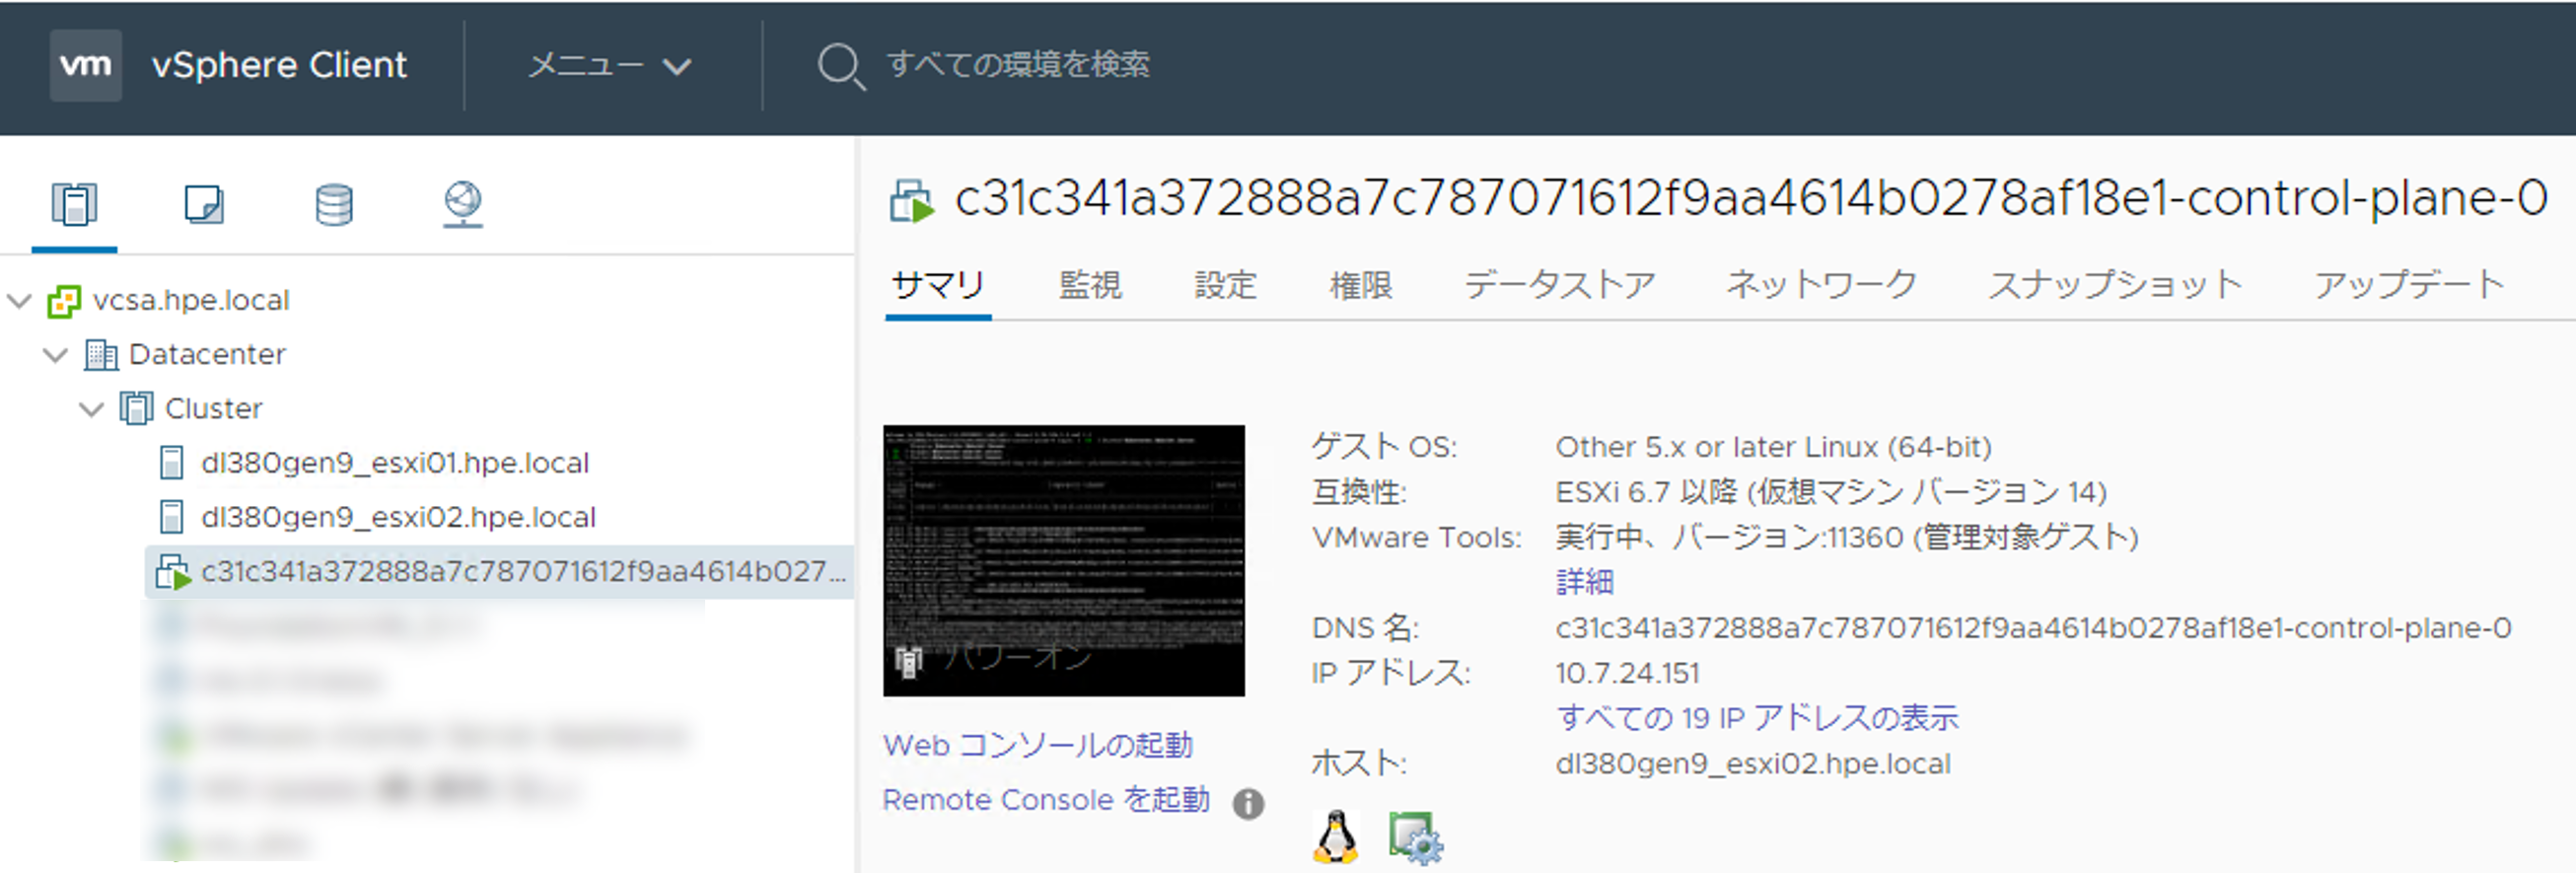 vm vSphere Client メニュー すべての環境を検索
vcsa.hpe.local
Datacenter
Cluster
dl380gen9_esxi01.hpe.local
dl380gen9_esxi02.hpe.local
c31c341a372888a7c787071612f9aa4614b027...
c31c341a372888a7c787071612f9aa4614b0278af18e1-control-plane-0
サマリ 監視 設定 権限 データストア ネットワーク スナップショット アップデート
パワーオン
Web コンソールの起動
Remote Console を起動
ゲスト OS: Other 5.x or later Linux (64-bit)
互換性: ESXi 6.7 以降 (仮想マシン バージョン 14)
VMware Tools: 実行中、バージョン:11360 (管理対象ゲスト)
詳細
DNS 名: c31c341a372888a7c787071612f9aa4614b0278af18e1-control-plane-0
IP アドレス: 10.7.24.151
すべての 19 IP アドレスの表示
ホスト: dl380gen9_esxi02.hpe.local